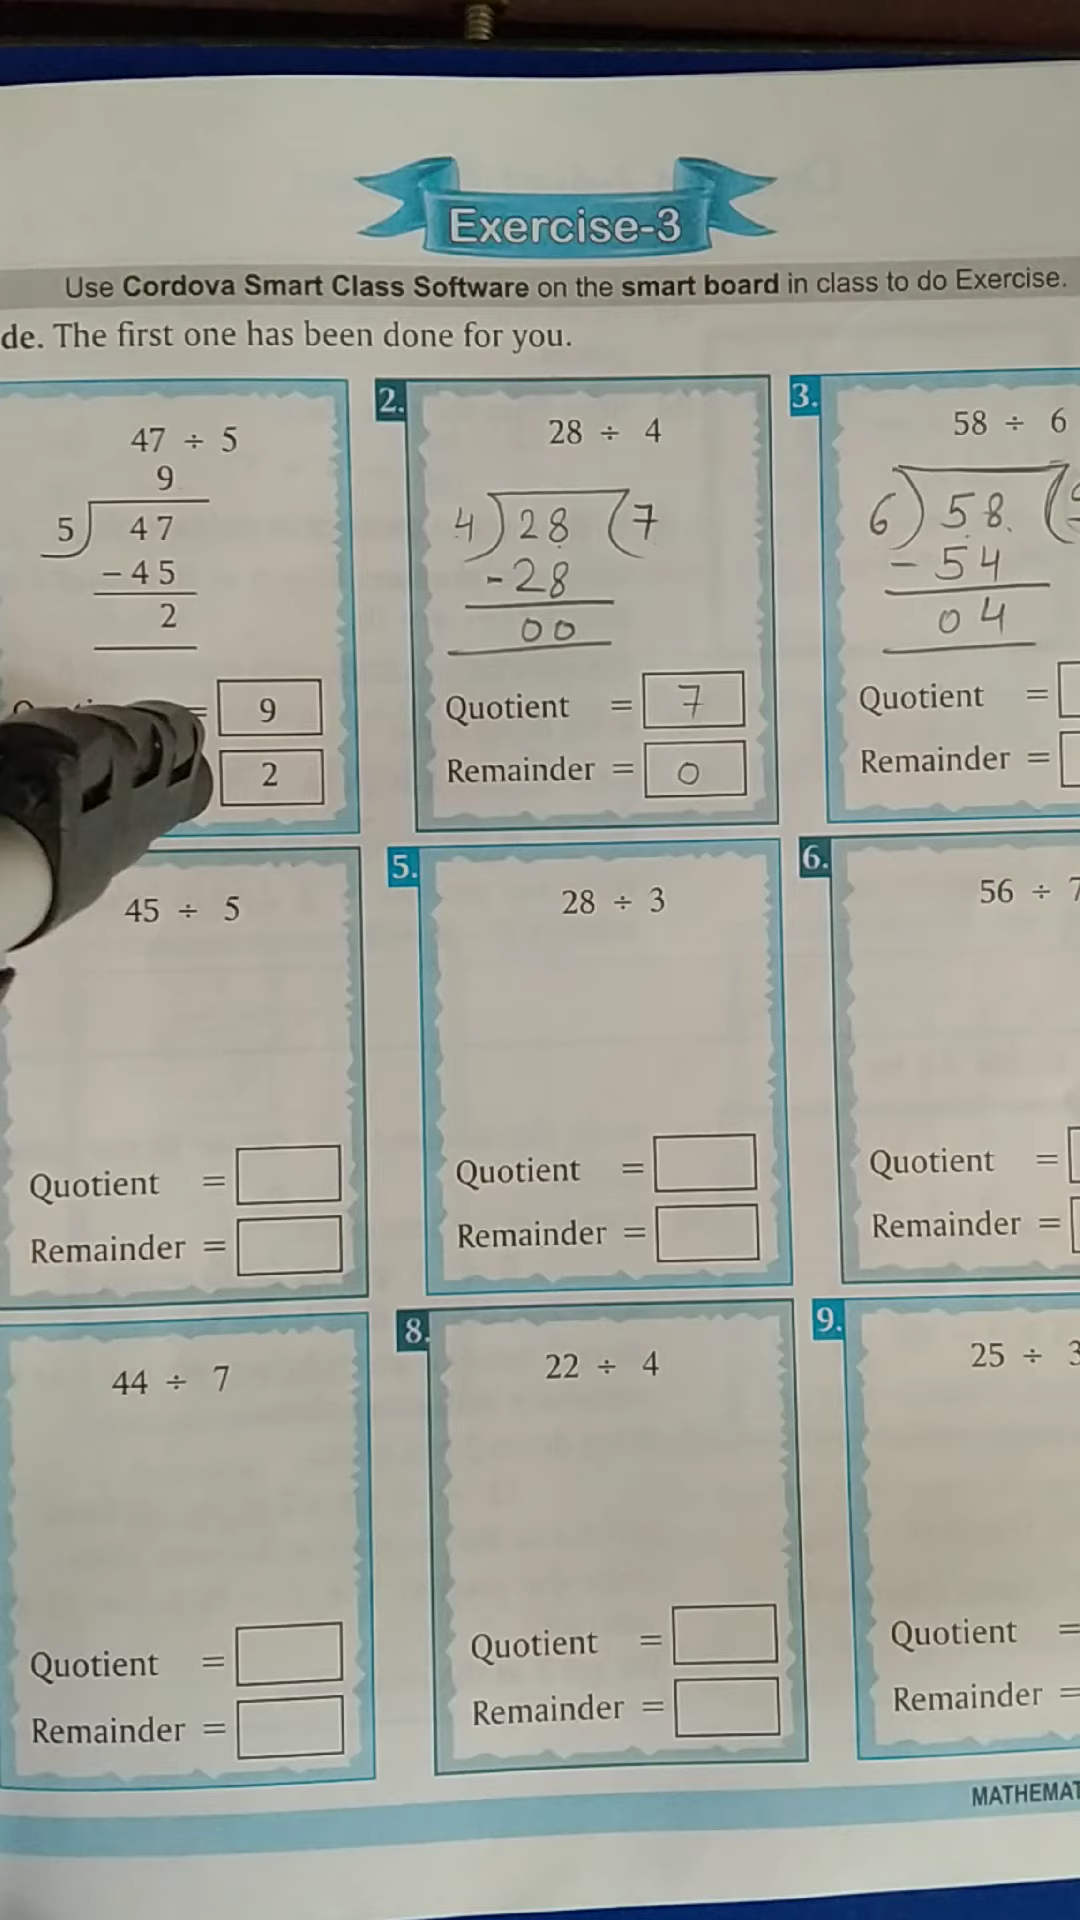 Exercise-3
Use Cordova Smart Class Software on the smart board in class to do Exercise.
de. The first one has been done for you.
47 ÷ 5
9
5 47
- 45
2
= 9
2
2.
28 ÷ 4
4 ) 28 ( 7
- 28
00
Quotient = 7
Remainder = 0
3.
58 ÷ 6
6 ) 58 (
- 54
04
Quotient =
Remainder =
45 ÷ 5
Quotient =
Remainder =
5.
28 ÷ 3
Quotient =
Remainder =
6.
56 ÷ 7
Quotient =
Remainder =
44 ÷ 7
Quotient =
Remainder =
8.
22 ÷ 4
Quotient =
Remainder =
9.
25 ÷ 3
Quotient =
Remainder =
MATHEMAT